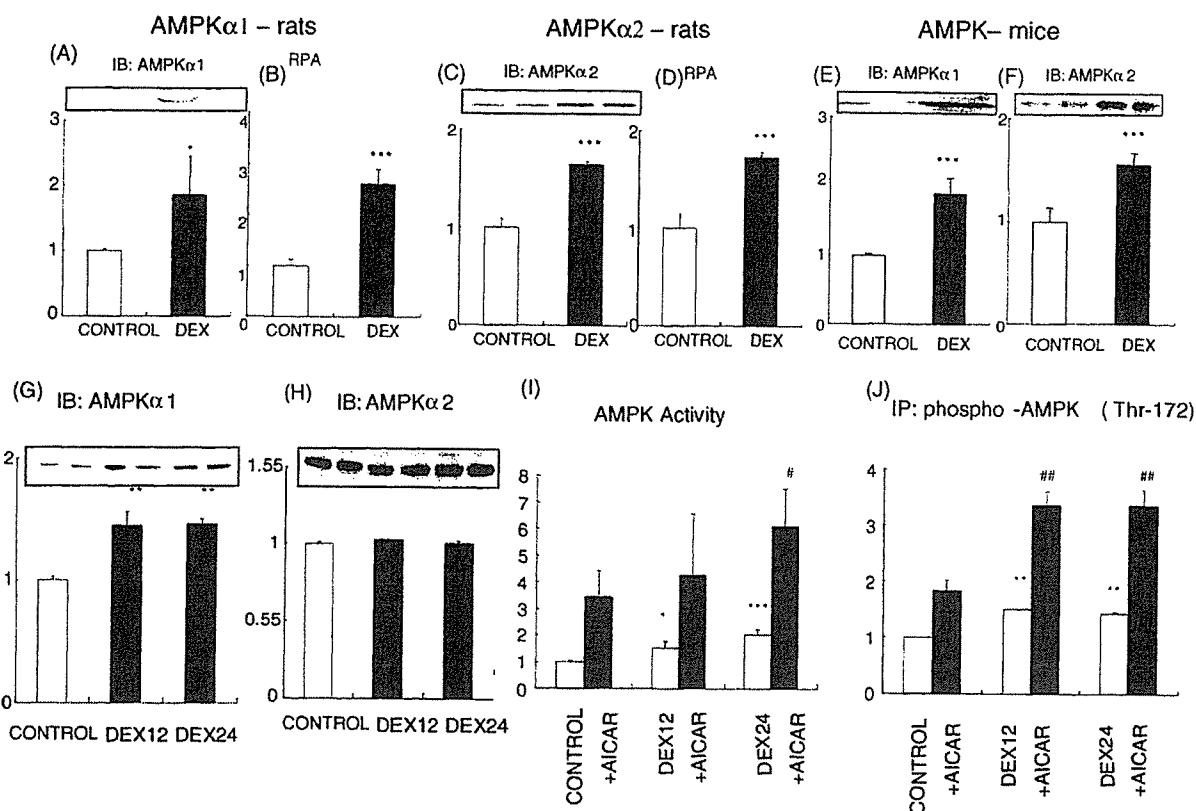 AMPKα1 – rats
AMPKα2 – rats
AMPK– mice
(A)
IB: AMPKα1
(B) RPA
(C)
IB: AMPKα2
(D) RPA
(E)
IB: AMPKα1
(F)
IB: AMPKα2
3
2
1
0
*
CONTROL DEX
4
3
2
1
0
***
CONTROL DEX
2
1
0
***
CONTROL DEX
2
1
0
***
CONTROL DEX
3
2
1
0
***
CONTROL DEX
2
1
0
***
CONTROL DEX
(G)
IB: AMPKα1
2
1
0
** **
CONTROL DEX12 DEX24
(H)
IB: AMPKα2
1.55
1
0.55
0
CONTROL DEX12 DEX24
(I)
AMPK Activity
8
7
6
5
4
3
2
1
0
* *** #
CONTROL
+AICAR
DEX12
+AICAR
DEX24
+AICAR
(J)
IP: phospho -AMPK ( Thr-172)
4
3
2
1
0
** ## ** ##
CONTROL
+AICAR
DEX12
+AICAR
DEX24
+AICAR